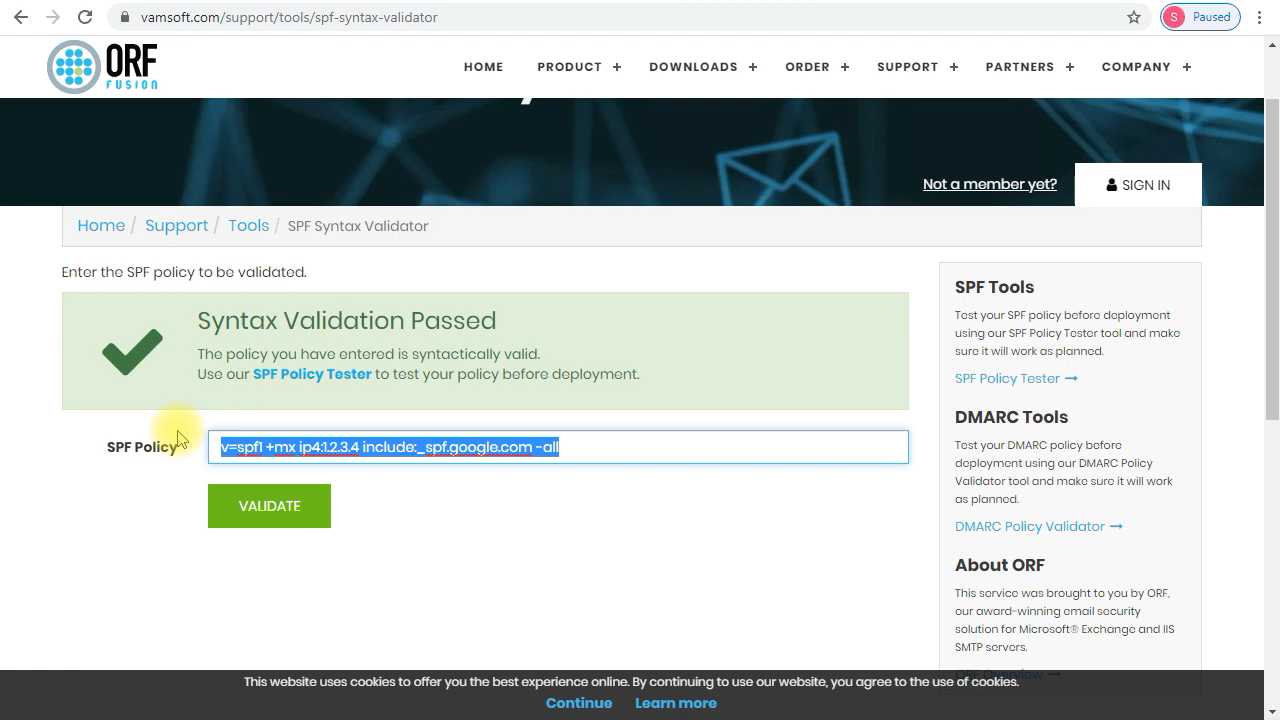 vamsoft.com/support/tools/spf-syntax-validator
S Paused
ORF
FUSION
HOME PRODUCT + DOWNLOADS + ORDER + SUPPORT + PARTNERS + COMPANY +
Not a member yet?
SIGN IN
Home / Support / Tools / SPF Syntax Validator
Enter the SPF policy to be validated.
Syntax Validation Passed
The policy you have entered is syntactically valid.
Use our SPF Policy Tester to test your policy before deployment.
SPF Policy
v=spf1 +mx ip4:1.2.3.4 include:_spf.google.com -all
VALIDATE
SPF Tools
Test your SPF policy before deployment
using our SPF Policy Tester tool and make
sure it will work as planned.
SPF Policy Tester →
DMARC Tools
Test your DMARC policy before
deployment using our DMARC Policy
Validator tool and make sure it will work
as planned.
DMARC Policy Validator →
About ORF
This service was brought to you by ORF,
our award-winning email security
solution for Microsoft® Exchange and IIS
SMTP servers.
ORF Overview →
This website uses cookies to offer you the best experience online. By continuing to use our website, you agree to the use of cookies.
Continue Learn more